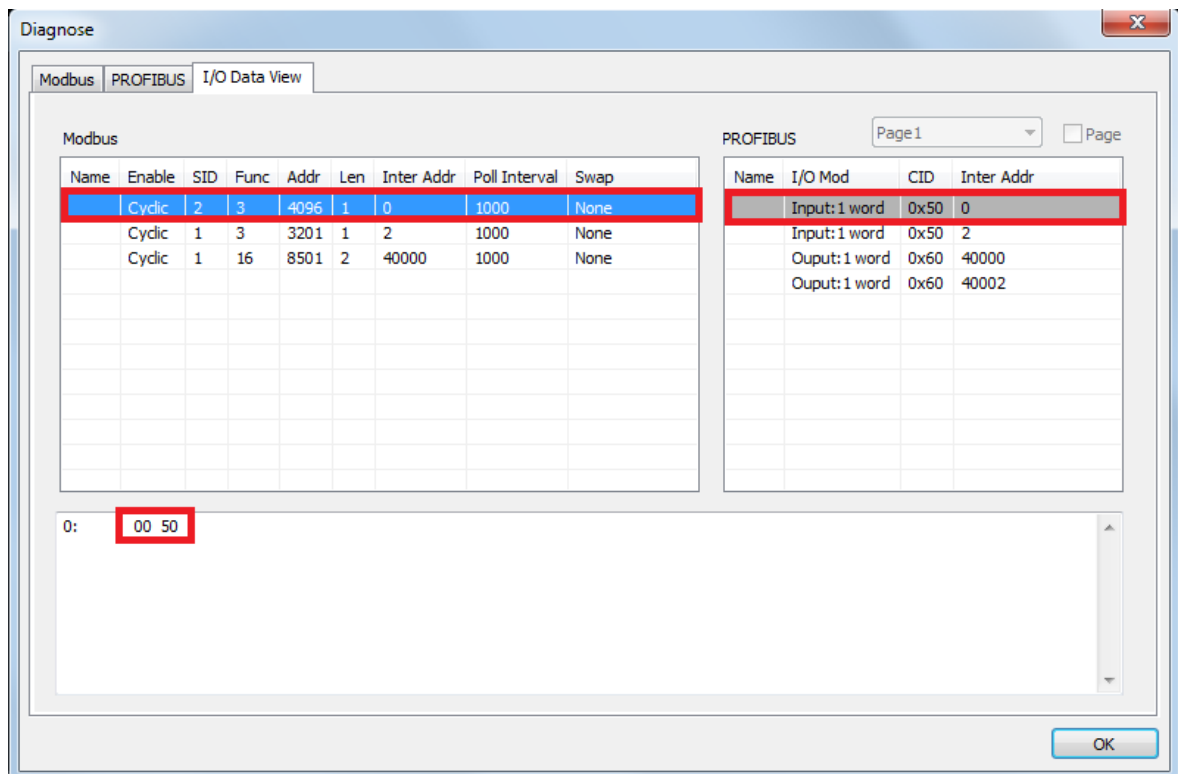 Diagnose
x
Modbus PROFIBUS I/O Data View
Modbus PROFIBUS Page1 Page
Name Enable SID Func Addr Len Inter Addr Poll Interval Swap Name I/O Mod CID Inter Addr
Cyclic 2 3 4096 1 0 1000 None Input:1 word 0x50 0
Cyclic 1 3 3201 1 2 1000 None Input:1 word 0x50 2
Cyclic 1 16 8501 2 40000 1000 None Ouput:1 word 0x60 40000
Ouput:1 word 0x60 40002
0: 00 50
OK